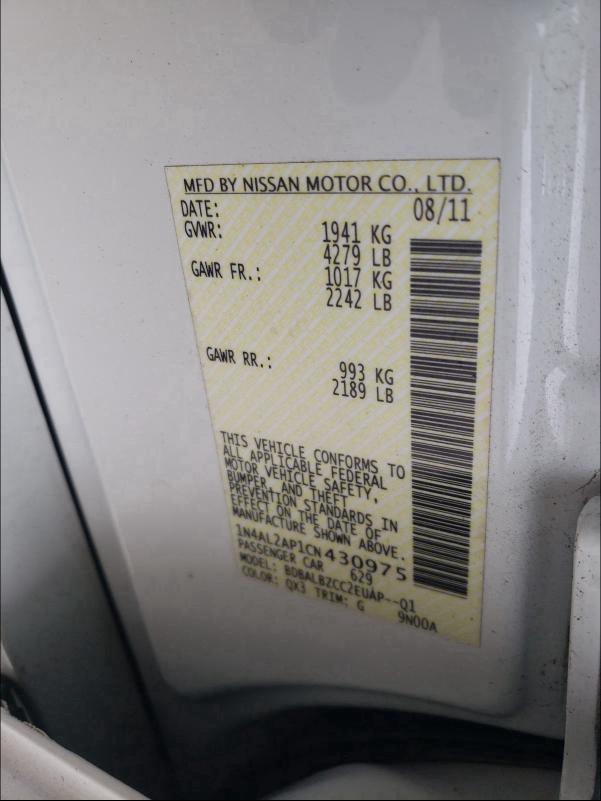 MFD BY NISSAN MOTOR CO., LTD.
DATE: 08/11
GVWR: 1941 KG
4279 LB
GAWR FR.: 1017 KG
2242 LB
GAWR RR.: 993 KG
2189 LB
THIS VEHICLE CONFORMS TO
ALL APPLICABLE FEDERAL
MOTOR VEHICLE SAFETY,
BUMPER, AND THEFT
PREVENTION STANDARDS IN
EFFECT ON THE DATE OF
MANUFACTURE SHOWN ABOVE.
1N4AL2AP1CN430975
PASSENGER CAR 629
MODEL: BDBALBZCC2EUAP--Q1
COLOR: QX3 TRIM: G 9N00A